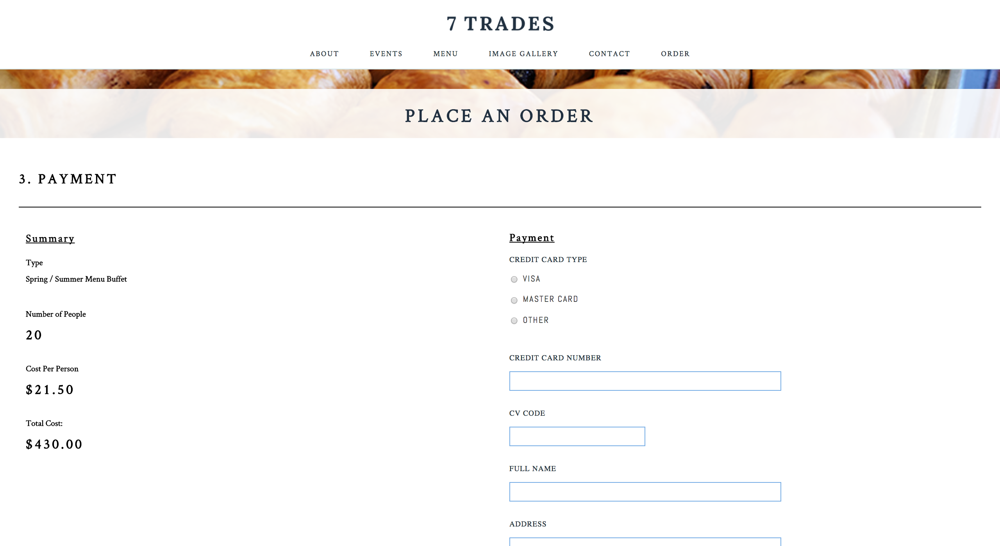 7 TRADES
ABOUT EVENTS MENU IMAGE GALLERY CONTACT ORDER
PLACE AN ORDER
3. PAYMENT
Summary
Type
Spring / Summer Menu Buffet
Number of People
20
Cost Per Person
$21.50
Total Cost:
$430.00
Payment
CREDIT CARD TYPE
VISA
MASTER CARD
OTHER
CREDIT CARD NUMBER
CV CODE
FULL NAME
ADDRESS